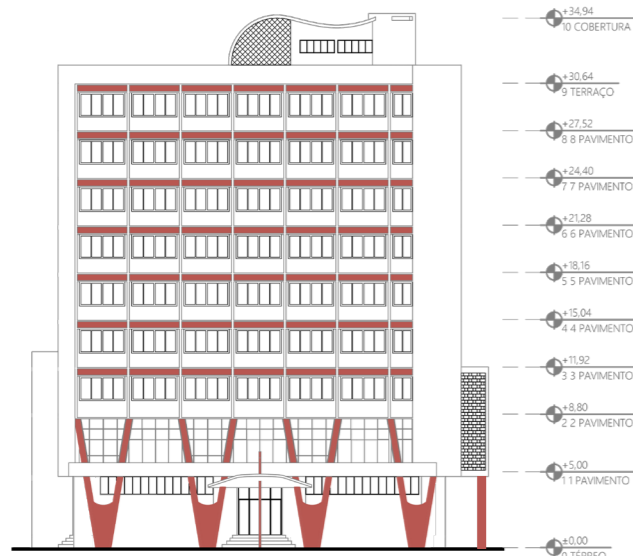 +34,94
10 COBERTURA
+30,64
9 TERRAÇO
+27,52
8 8 PAVIMENTO
+24,40
7 7 PAVIMENTO
+21,28
6 6 PAVIMENTO
+18,16
5 5 PAVIMENTO
+15,04
4 4 PAVIMENTO
+11,92
3 3 PAVIMENTO
+8,80
2 2 PAVIMENTO
+5,00
1 1 PAVIMENTO
±0,00
0 TÉRREO